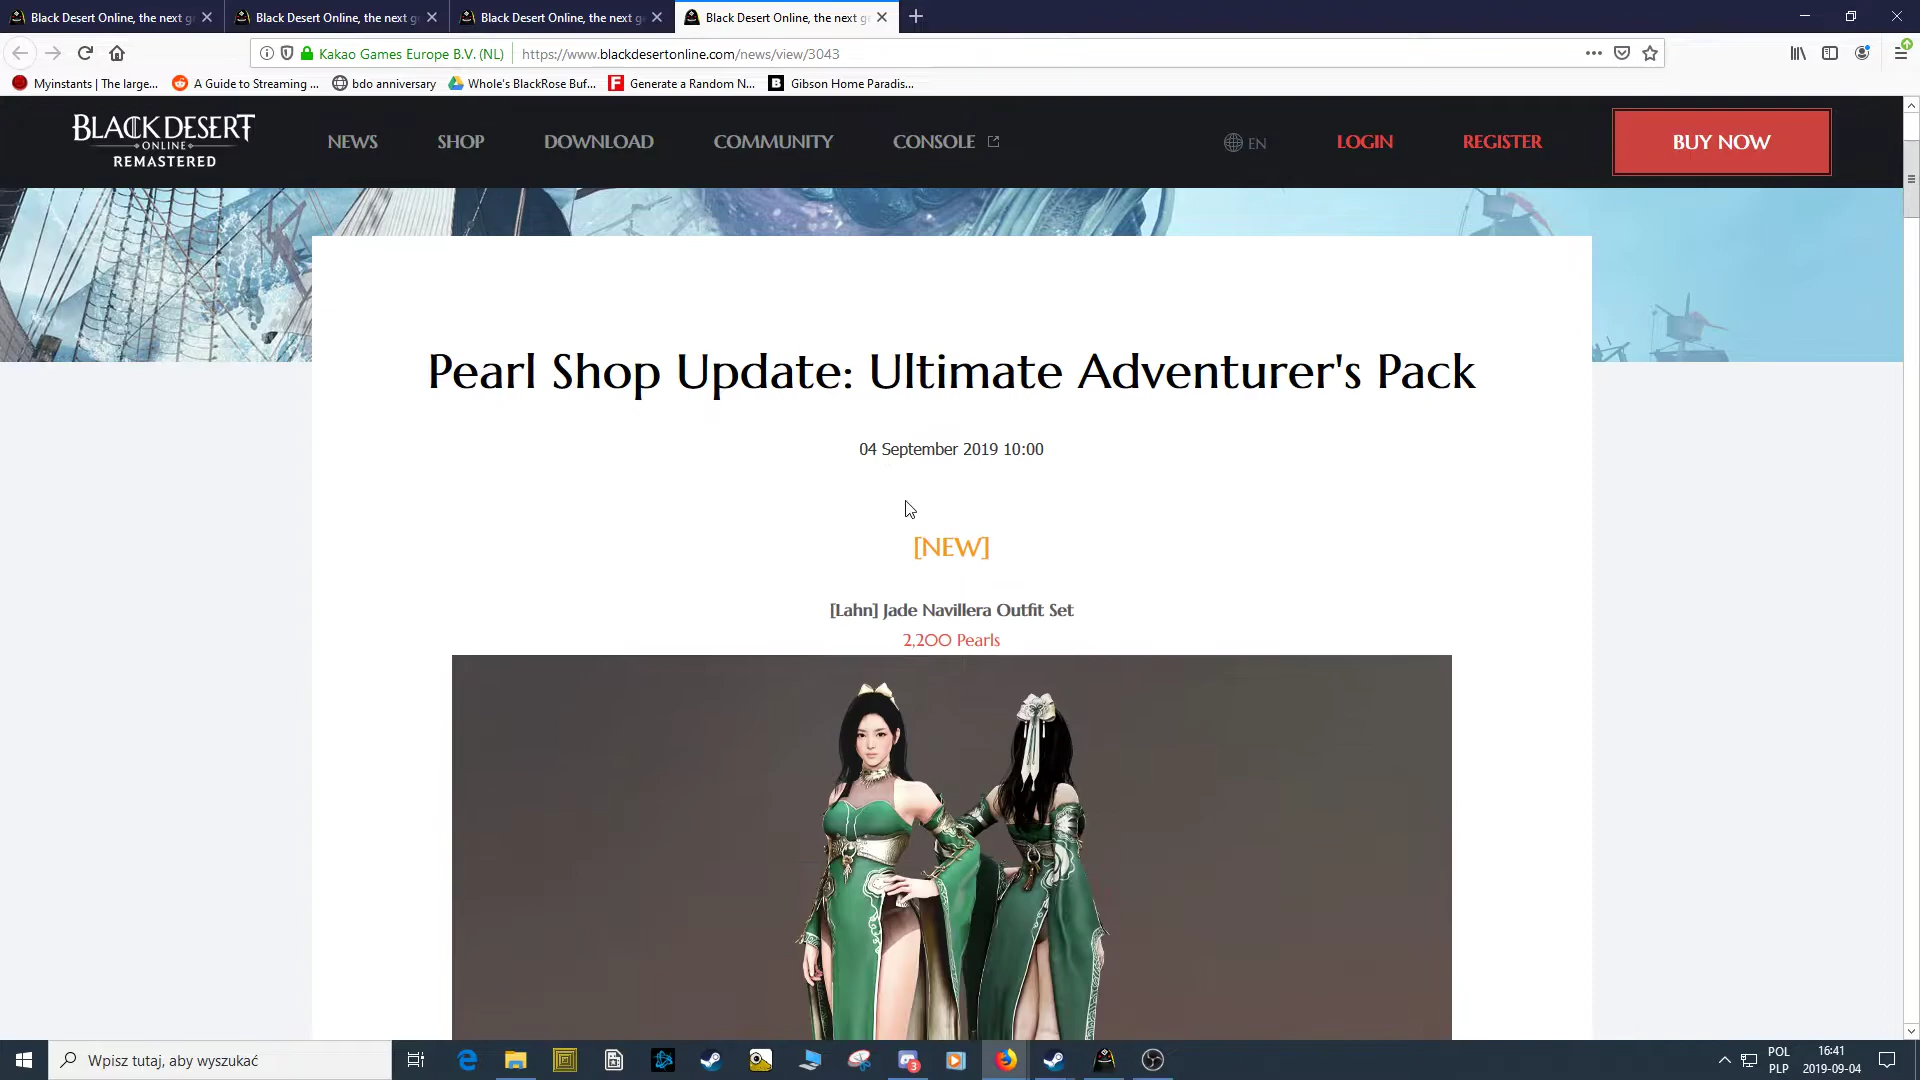 Black Desert Online, the next g
Black Desert Online, the next g
Black Desert Online, the next g
Black Desert Online, the next g
Kakao Games Europe B.V. (NL)
https://www.blackdesertonline.com/news/view/3043
Myinstants | The large...
A Guide to Streaming ...
bdo anniversary
Whole's BlackRose Buf...
Generate a Random N...
Gibson Home Paradis...
BLACK DESERT
ONLINE
REMASTERED
NEWS
SHOP
DOWNLOAD
COMMUNITY
CONSOLE
EN
LOGIN
REGISTER
BUY NOW
Pearl Shop Update: Ultimate Adventurer's Pack
04 September 2019 10:00
[NEW]
[Lahn] Jade Navillera Outfit Set
2,200 Pearls
Wpisz tutaj, aby wyszukać
3
POL
PLP
16:41
2019-09-04